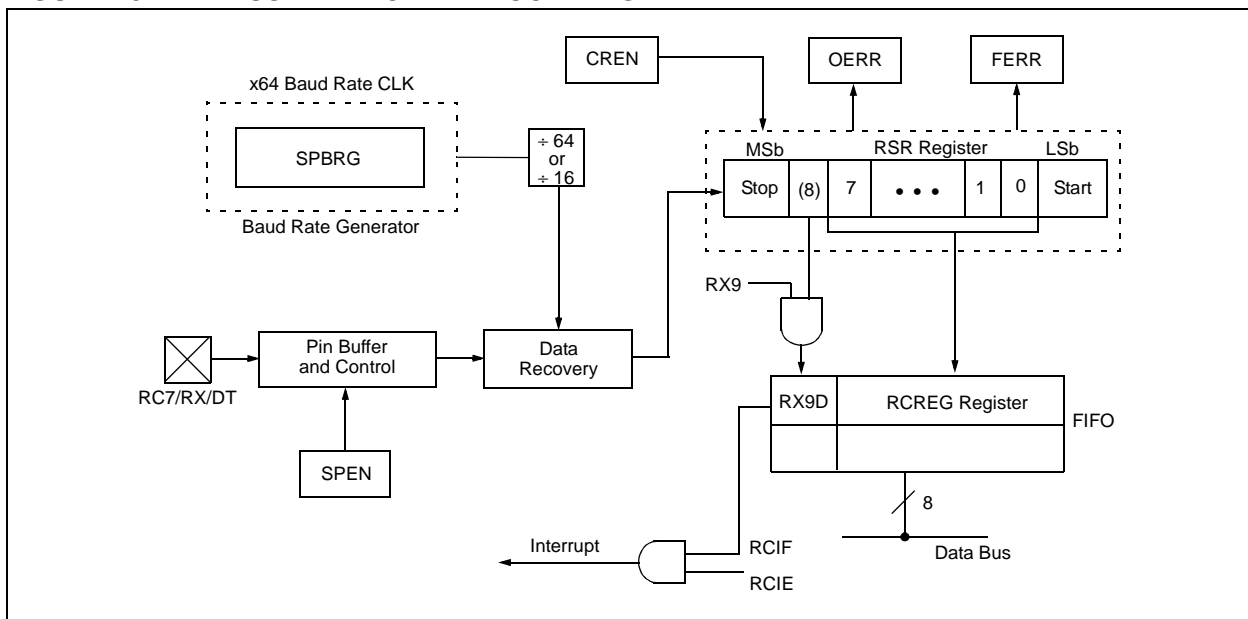 CREN
OERR
FERR
x64 Baud Rate CLK
SPBRG
Baud Rate Generator
÷ 64
or
÷ 16
MSb
RSR Register
LSb
Stop
(8)
7
• • •
1
0
Start
RX9
Pin Buffer
and Control
Data
Recovery
RC7/RX/DT
SPEN
RX9D
RCREG Register
FIFO
8
Data Bus
Interrupt
RCIF
RCIE